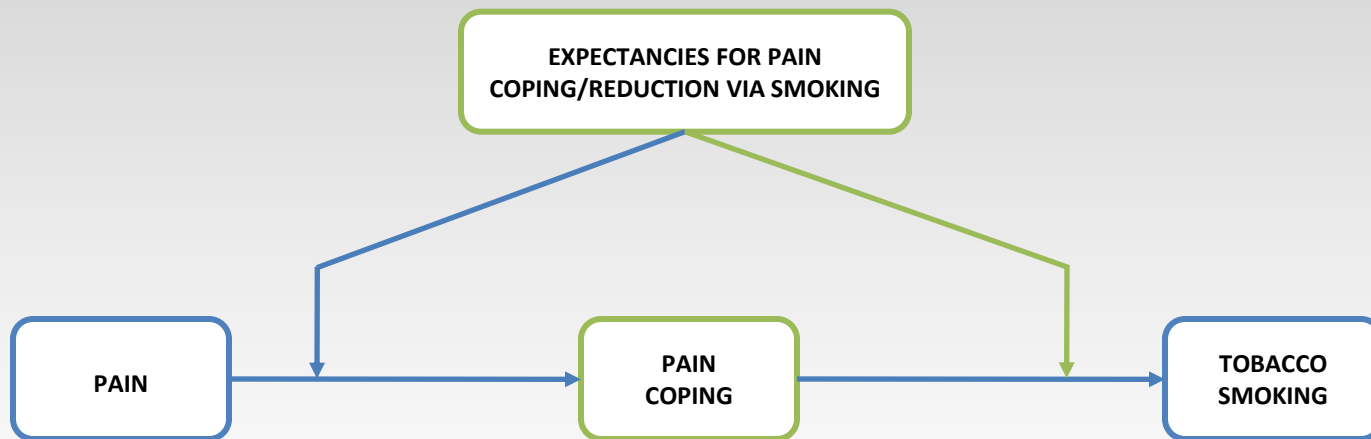 EXPECTANCIES FOR PAIN
COPING/REDUCTION VIA SMOKING
PAIN
PAIN
COPING
TOBACCO
SMOKING